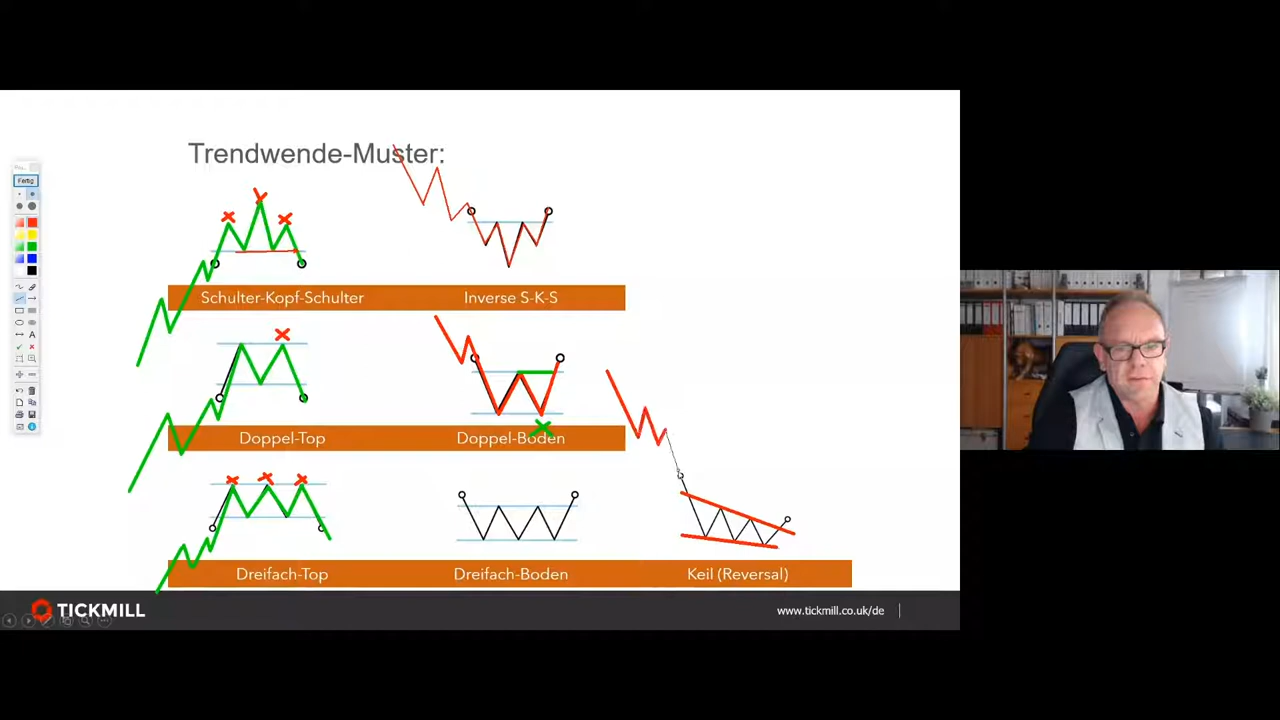 Trendwende-Muster:
Fertig
A
Schulter-Kopf-Schulter
Inverse S-K-S
Doppel-Top
Doppel-Boden
Dreifach-Top
Dreifach-Boden
Keil (Reversal)
TICKMILL
www.tickmill.co.uk/de